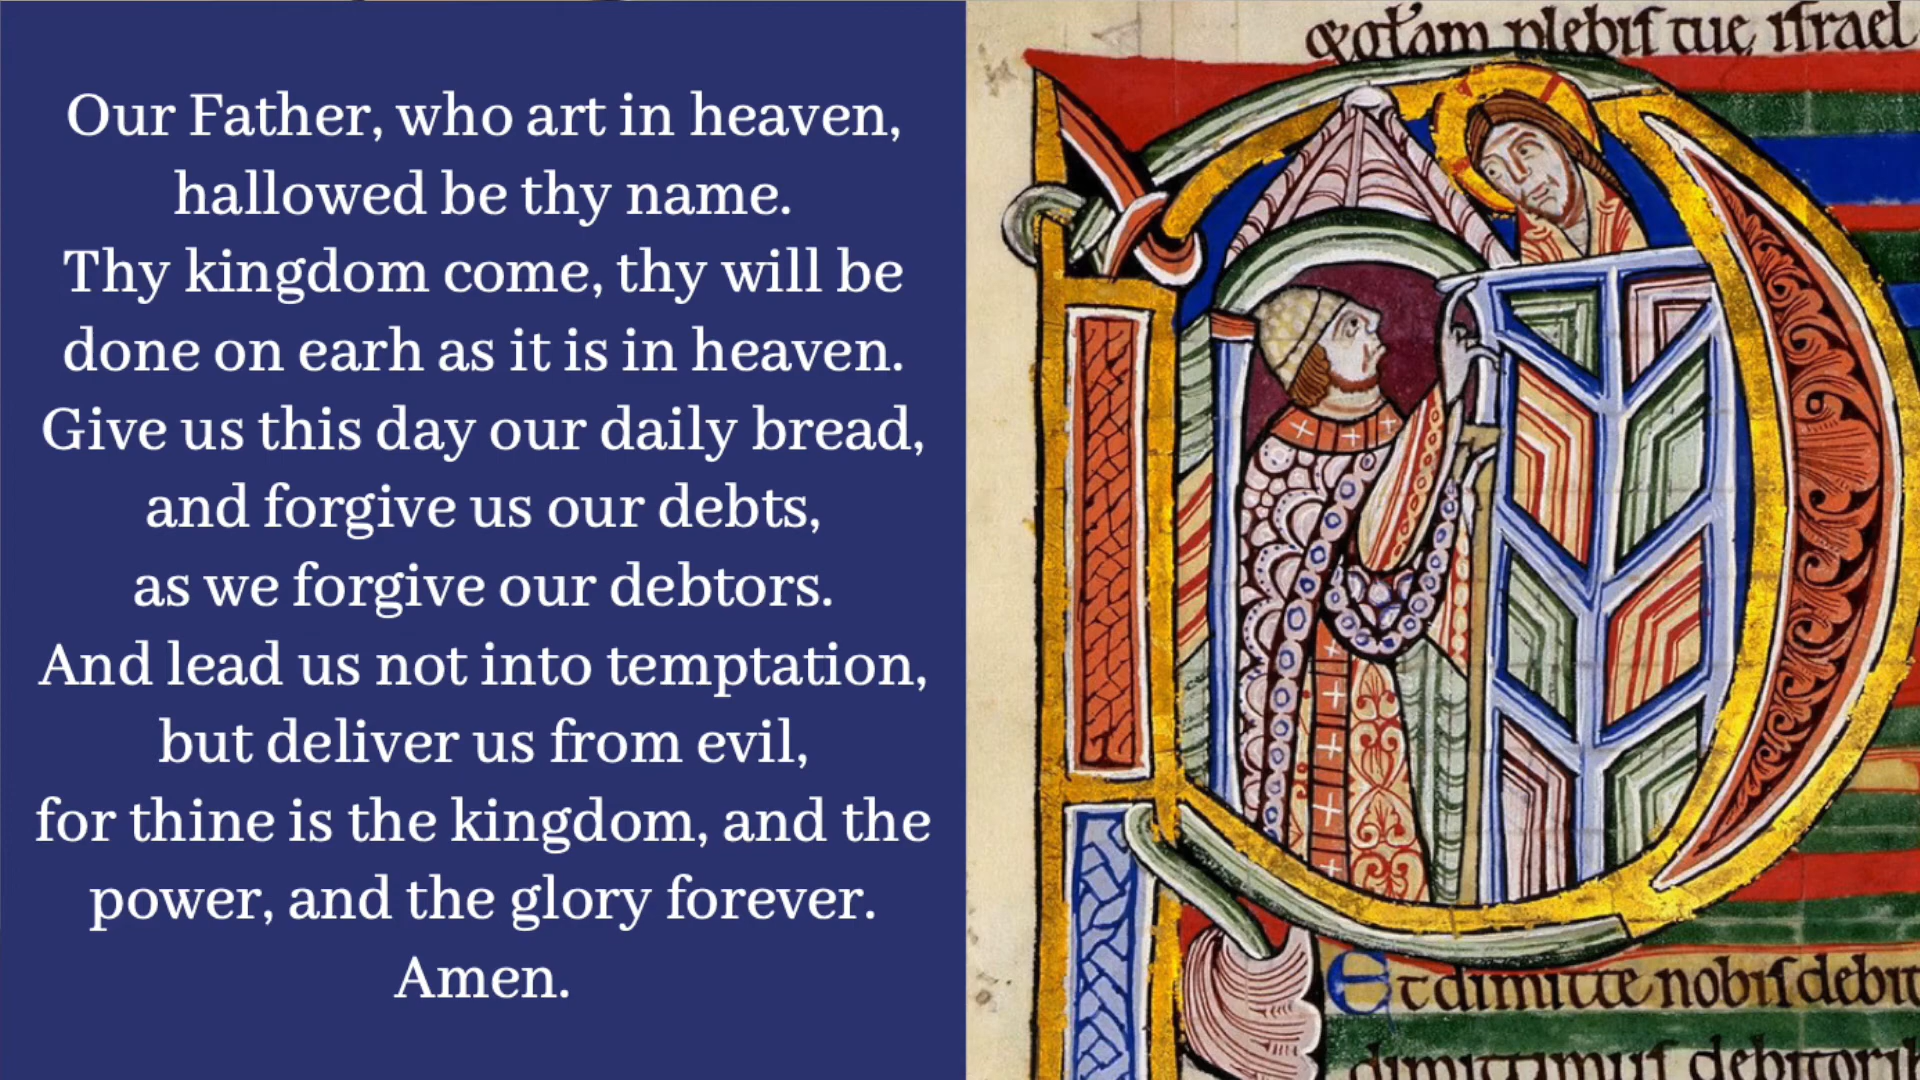 Our Father, who art in heaven,
hallowed be thy name.
Thy kingdom come, thy will be
done on earh as it is in heaven.
Give us this day our daily bread,
and forgive us our debts,
as we forgive our debtors.
And lead us not into temptation,
but deliver us from evil,
for thine is the kingdom, and the
power, and the glory forever.
Amen.
plebis tue israel
Et dimitte nobis debit
dimittimus debitorib